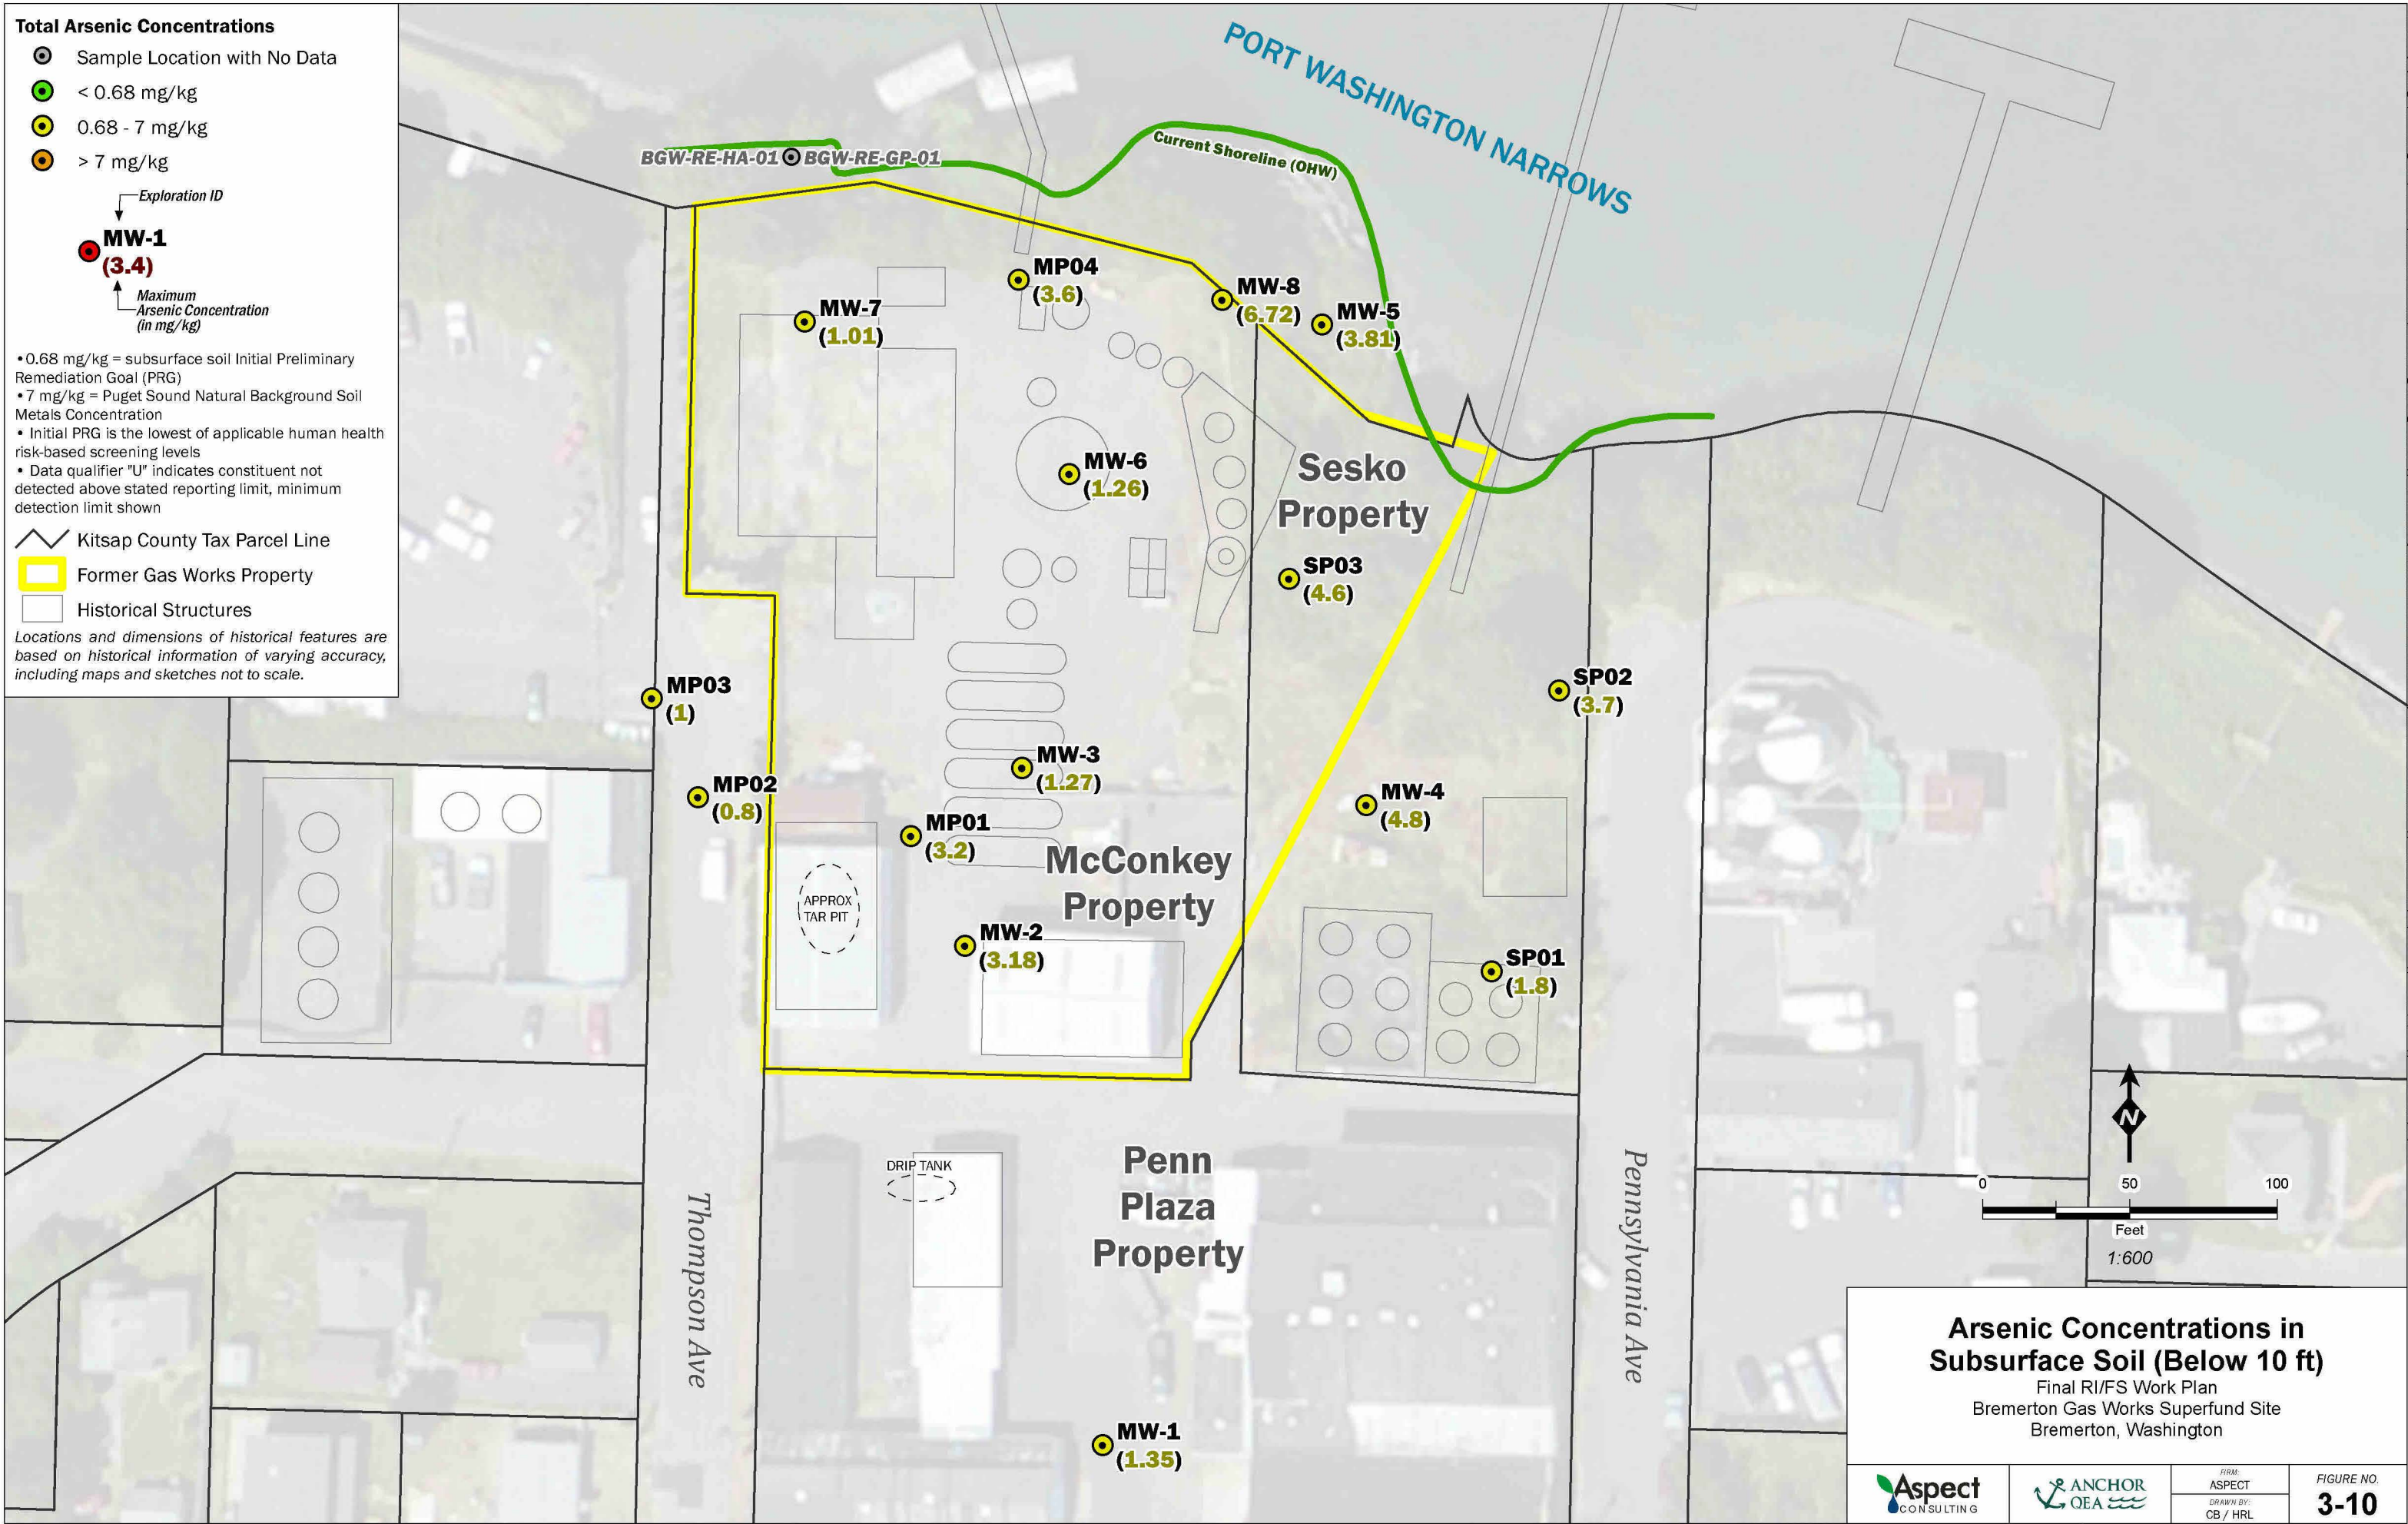 Total Arsenic Concentrations
Sample Location with No Data
< 0.68 mg/kg
0.68 - 7 mg/kg
> 7 mg/kg
Exploration ID
MW-1
(3.4)
Maximum
Arsenic Concentration
(in mg/kg)
•0.68 mg/kg = subsurface soil Initial Preliminary
Remediation Goal (PRG)
•7 mg/kg = Puget Sound Natural Background Soil
Metals Concentration
• Initial PRG is the lowest of applicable human health
risk-based screening levels
• Data qualifier "U" indicates constituent not
detected above stated reporting limit, minimum
detection limit shown
Kitsap County Tax Parcel Line
Former Gas Works Property
Historical Structures
Locations and dimensions of historical features are
based on historical information of varying accuracy,
including maps and sketches not to scale.
PORT WASHINGTON NARROWS
Current Shoreline (OHW)
BGW-RE-HA-01 BGW-RE-GP-01
MP04
(3.6)
MW-8
(6.72)
MW-5
(3.81)
MW-7
(1.01)
MW-6
(1.26)
Sesko
Property
SP03
(4.6)
MP03
(1)
SP02
(3.7)
MW-3
(1.27)
MP02
(0.8)
MW-4
(4.8)
MP01
(3.2)
McConkey
Property
APPROX
TAR PIT
MW-2
(3.18)
SP01
(1.8)
DRIP TANK
Penn
Plaza
Property
Thompson Ave
Pennsylvania Ave
MW-1
(1.35)
N
0 50 100
Feet
1:600
Arsenic Concentrations in
Subsurface Soil (Below 10 ft)
Final RI/FS Work Plan
Bremerton Gas Works Superfund Site
Bremerton, Washington
Aspect
CONSULTING
ANCHOR
QEA
FIRM:
ASPECT
DRAWN BY:
CB / HRL
FIGURE NO.
3-10